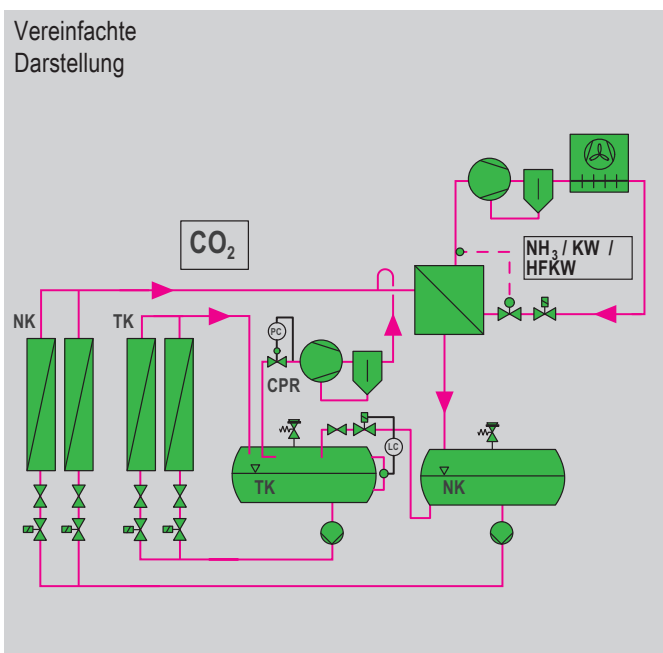 Vereinfachte
Darstellung
CO₂
NH₃ / KW /
HFKW
NK
TK
PC
CPR
LC
TK
NK